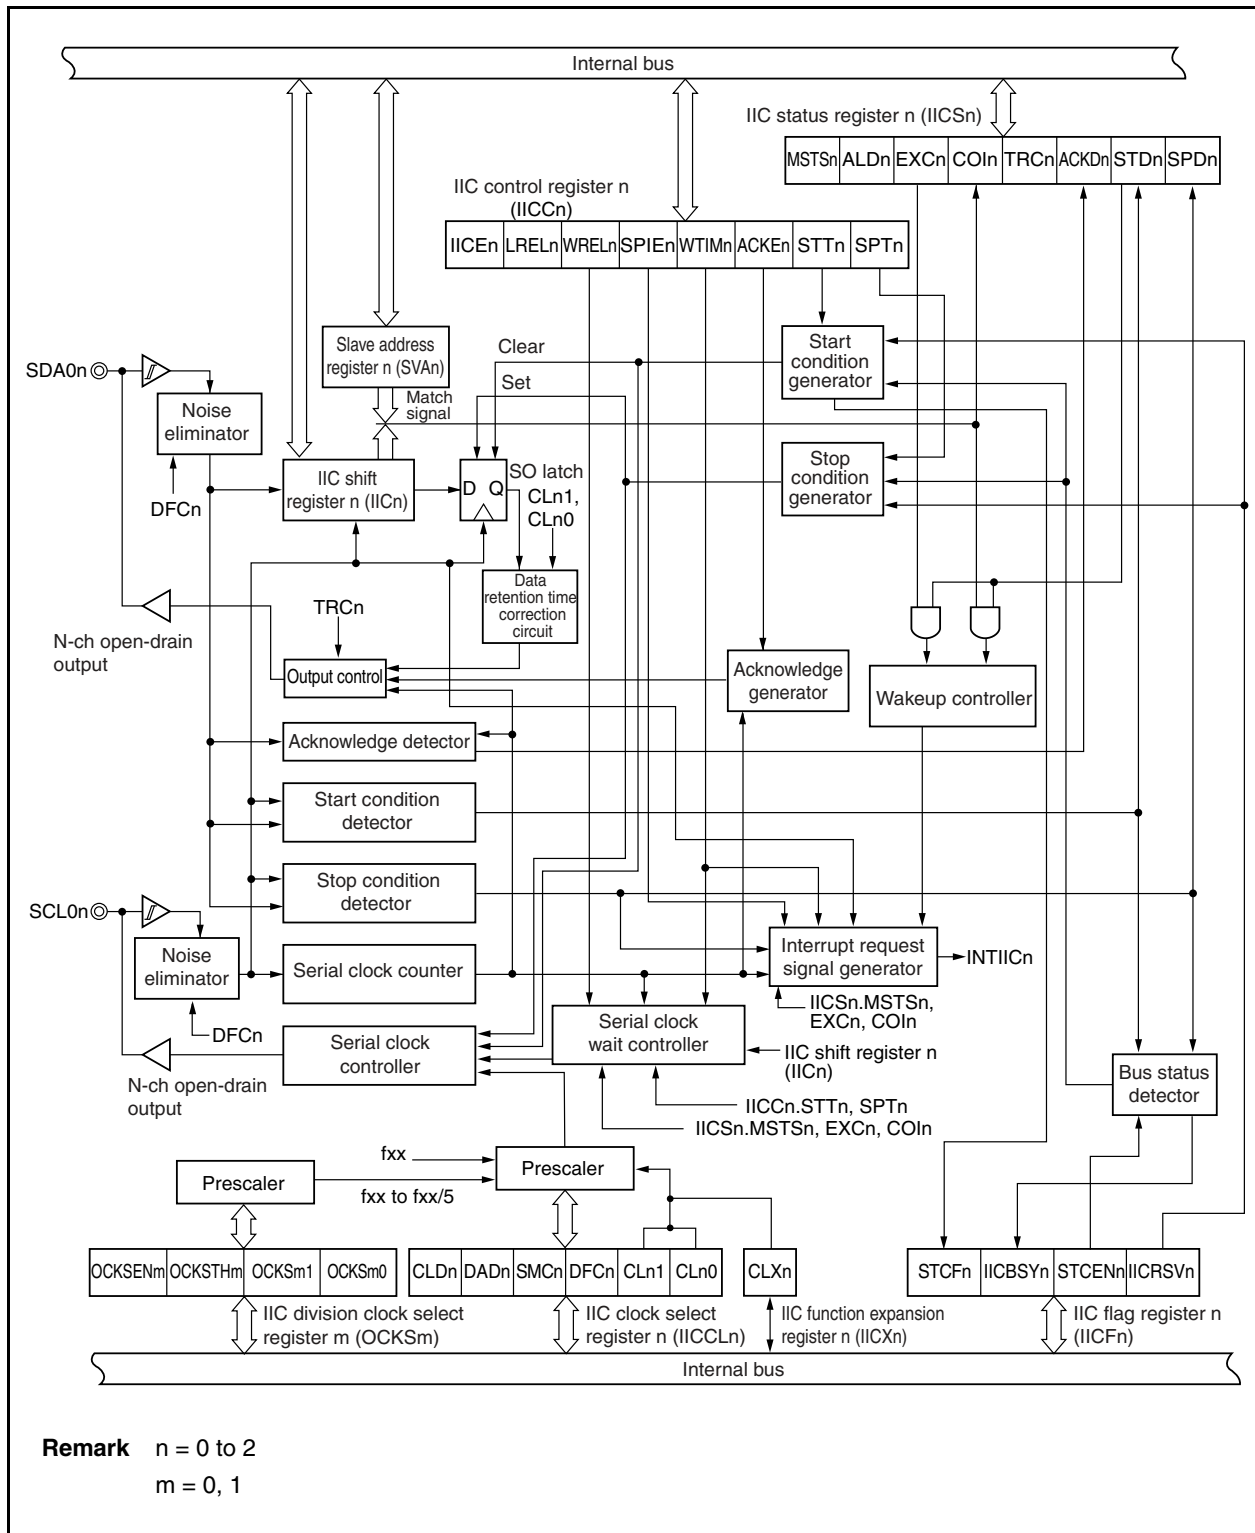 Internal bus
IIC status register n (IICSn)
MSTSn ALDn EXCn COIn TRCn ACKDn STDn SPDn
IIC control register n
(IICCn)
IICEn LRELn WRELn SPIEn WTIMn ACKEn STTn SPTn
Slave address
register n (SVAn)
Clear
Start
condition
generator
SDA0n
Set
Match
signal
Noise
eliminator
Stop
condition
generator
IIC shift
register n (IICn)
D Q
SO latch
CLn1,
CLn0
DFCn
Data
retention time
correction
circuit
TRCn
N-ch open-drain
output
Output control
Acknowledge
generator
Wakeup controller
Acknowledge detector
Start condition
detector
Stop condition
detector
SCL0n
Noise
eliminator
Serial clock counter
Interrupt request
signal generator
INTIICn
IICSn.MSTSn,
EXCn, COIn
DFCn
Serial clock
controller
Serial clock
wait controller
IIC shift register n
(IICn)
Bus status
detector
N-ch open-drain
output
IICCn.STTn, SPTn
IICSn.MSTSn, EXCn, COIn
fxx
Prescaler
Prescaler
fxx to fxx/5
OCKSENm OCKSTHm OCKSm1 OCKSm0
CLDn DADn SMCn DFCn CLn1 CLn0
CLXn
STCFn IICBSYn STCENn IICRSVn
IIC division clock select
register m (OCKSm)
IIC clock select
register n (IICCLn)
IIC function expansion
register n (IICXn)
IIC flag register n
(IICFn)
Internal bus
Remark n = 0 to 2
m = 0, 1